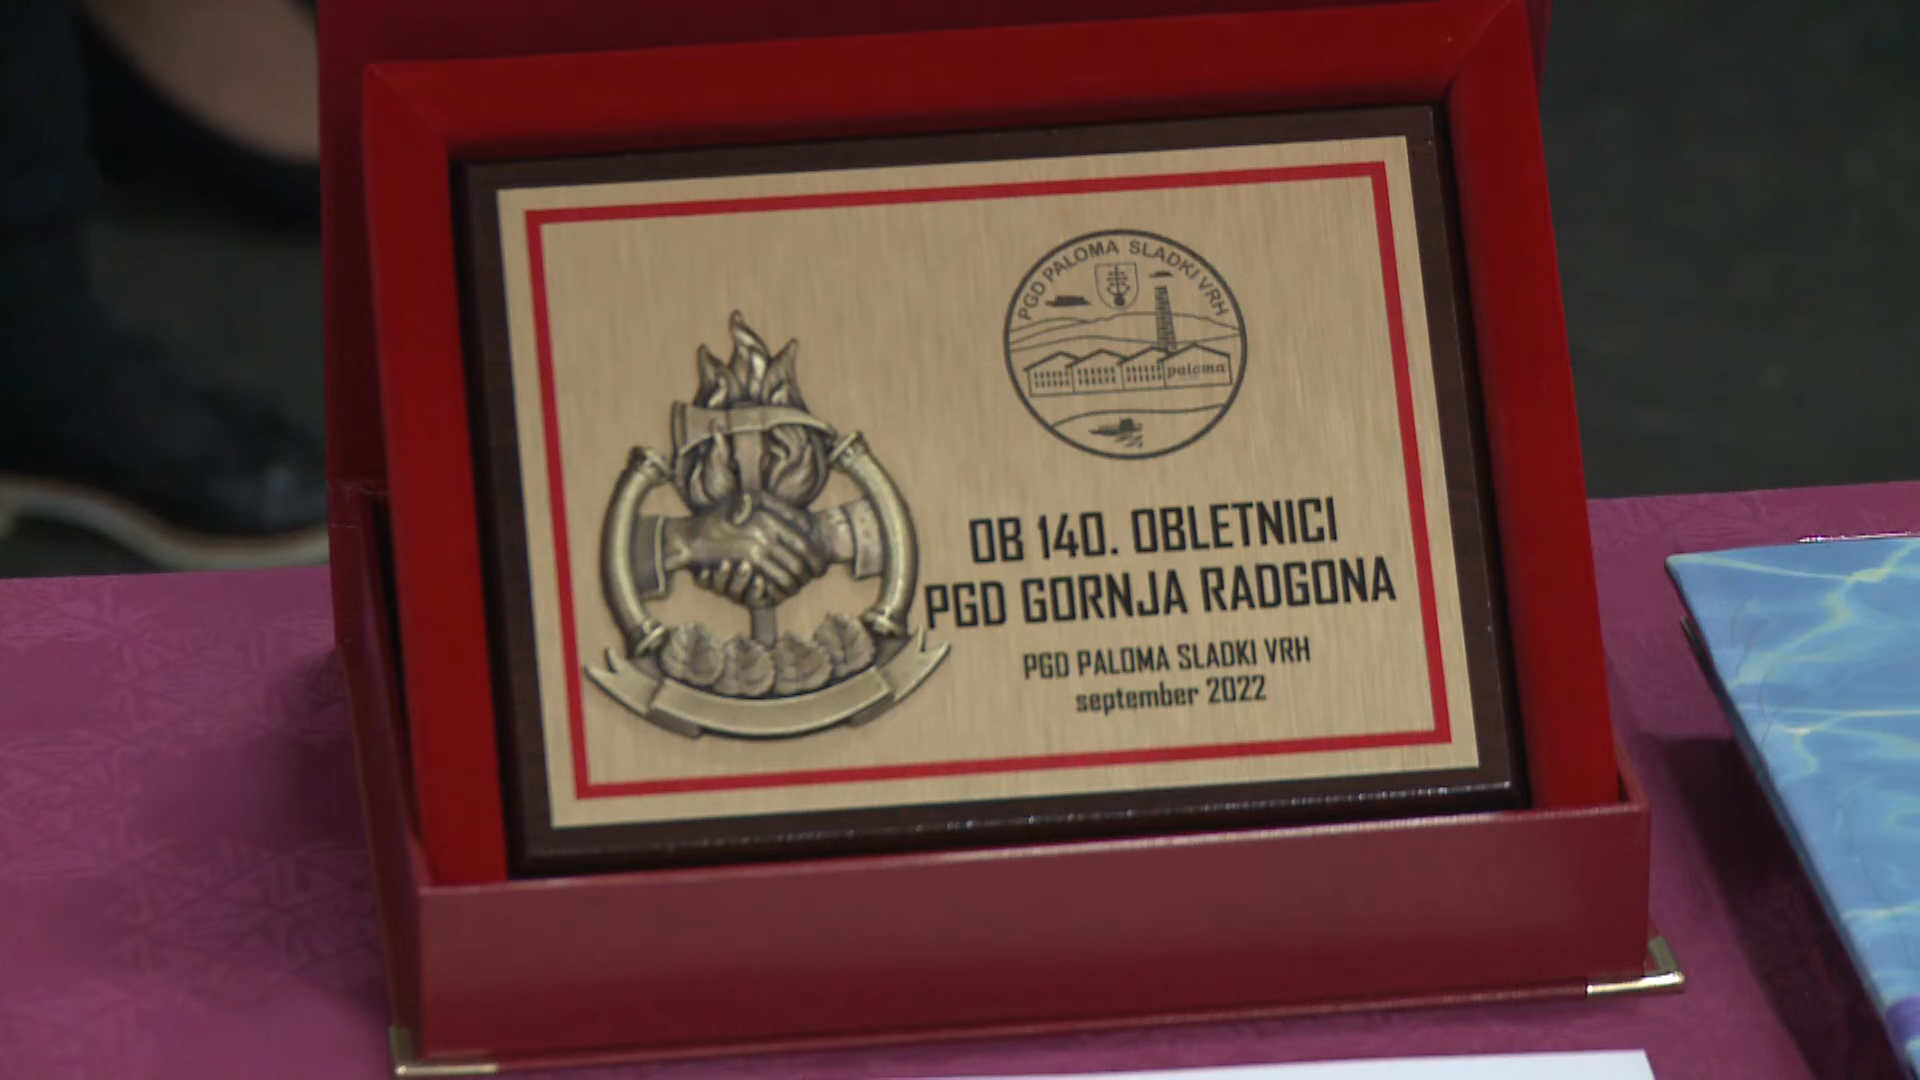 PGD PALOMA SLADKI VRH
paloma
OB 140. OBLETNICI
PGD GORNJA RADGONA
PGD PALOMA SLADKI VRH
september 2022